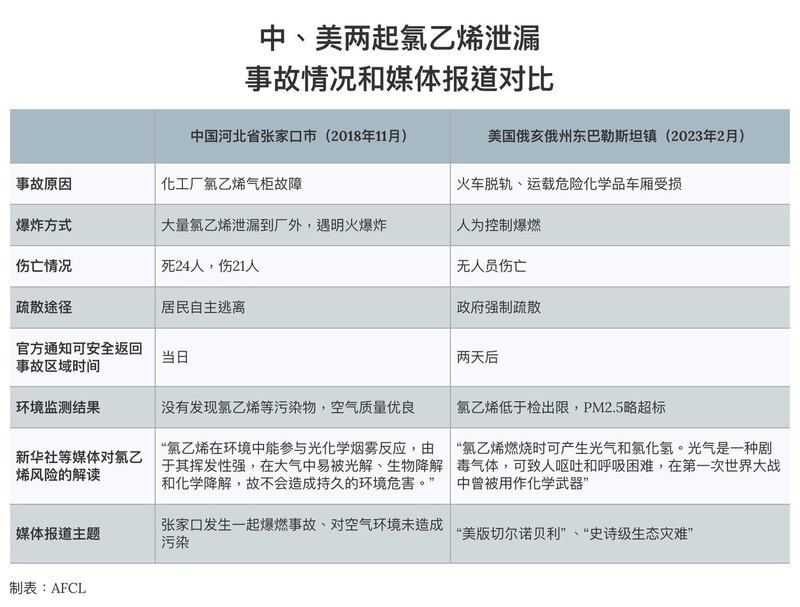 中、美两起氯乙烯泄漏
事故情况和媒体报道对比
中国河北省张家口市（2018年11月）
美国俄亥俄州东巴勒斯坦镇（2023年2月）
事故原因
化工厂氯乙烯气柜故障
火车脱轨、运载危险化学品车厢受损
爆炸方式
大量氯乙烯泄漏到厂外，遇明火爆炸
人为控制爆燃
伤亡情况
死24人，伤21人
无人员伤亡
疏散途径
居民自主逃离
政府强制疏散
官方通知可安全返回
事故区域时间
当日
两天后
环境监测结果
没有发现氯乙烯等污染物，空气质量优良
氯乙烯低于检出限，PM2.5略超标
新华社等媒体对氯乙
烯风险的解读
“氯乙烯在环境中能参与光化学烟雾反应，由
于其挥发性强，在大气中易被光解、生物降解
和化学降解，故不会造成持久的环境危害。”
“氯乙烯燃烧时可产生光气和氯化氢。光气是一种剧
毒气体，可致人呕吐和呼吸困难，在第一次世界大战
中曾被用作化学武器”
媒体报道主题
张家口发生一起爆燃事故、对空气环境未造成
污染
“美版切尔诺贝利”、“史诗级生态灾难”
制表：AFCL